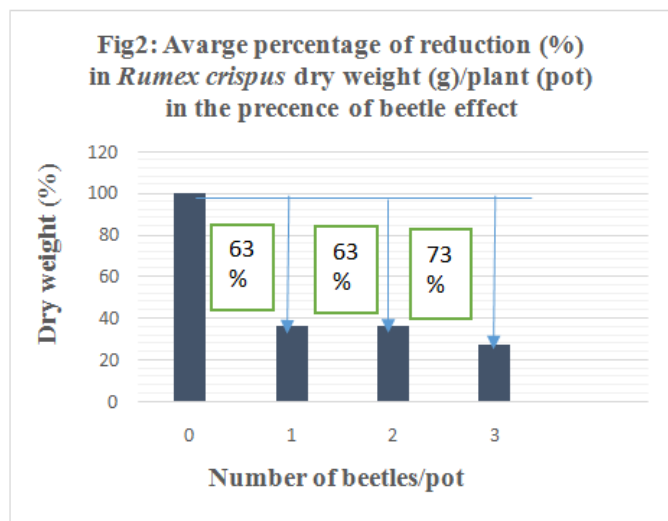 Fig2: Avarge percentage of reduction (%)
in Rumex crispus dry weight (g)/plant (pot)
in the precence of beetle effect
Dry weight (%)
120
100
80
60
40
20
0
63
%
63
%
73
%
0 1 2 3
Number of beetles/pot